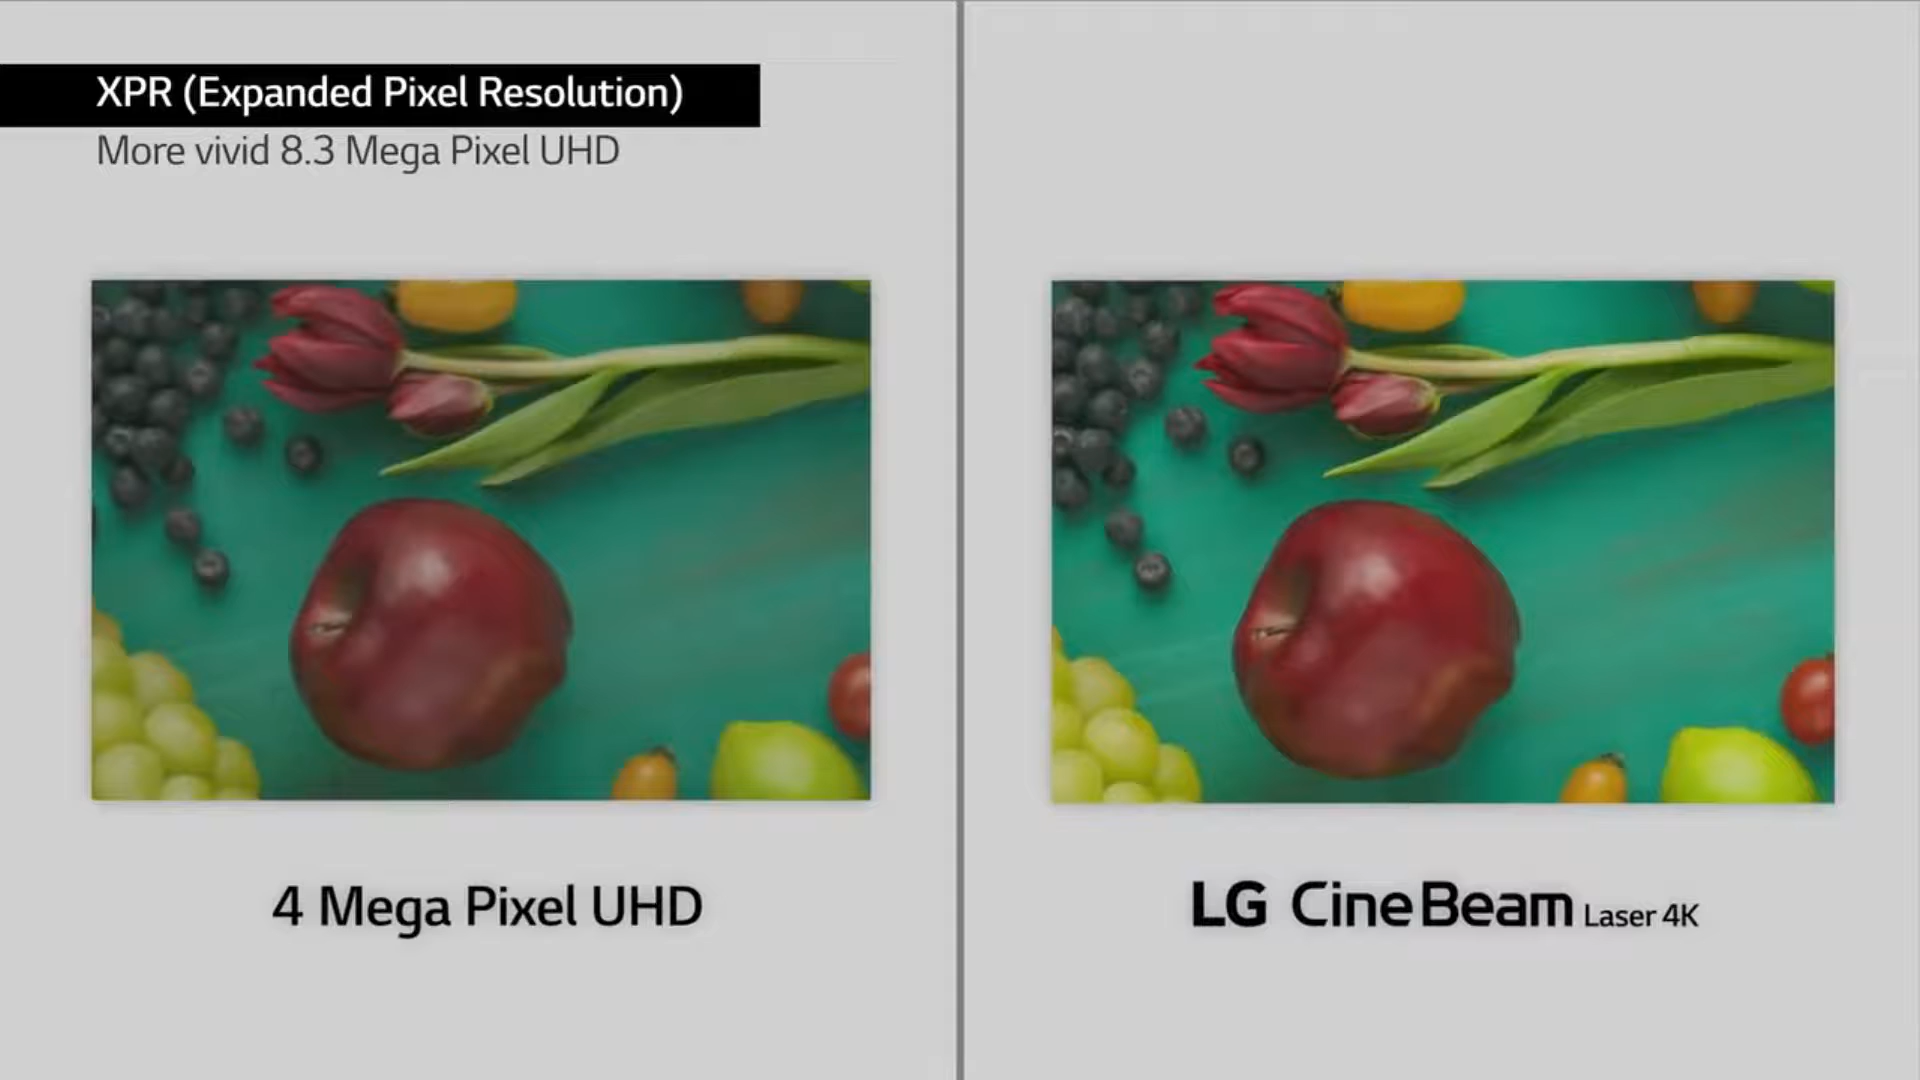 XPR (Expanded Pixel Resolution)
More vivid 8.3 Mega Pixel UHD
4 Mega Pixel UHD
LG CineBeam Laser 4K